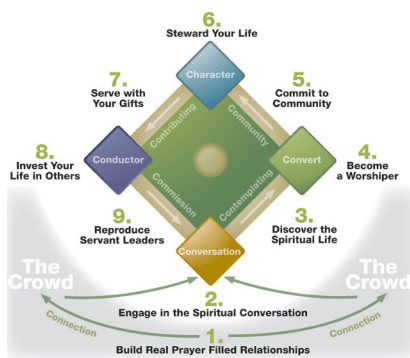 6.
Steward Your Life
7.
Serve with
Your Gifts
Character
5.
Commit to
Community
Contributing
Community
8.
Invest Your
Life in Others
Conductor
Convert
4.
Become
a Worshiper
Commission
Contemplating
9.
Reproduce
Servant Leaders
3.
Discover the
Spiritual Life
Conversation
The
Crowd
The
Crowd
2.
Engage in the Spiritual Conversation
Connection
Connection
1.
Build Real Prayer Filled Relationships